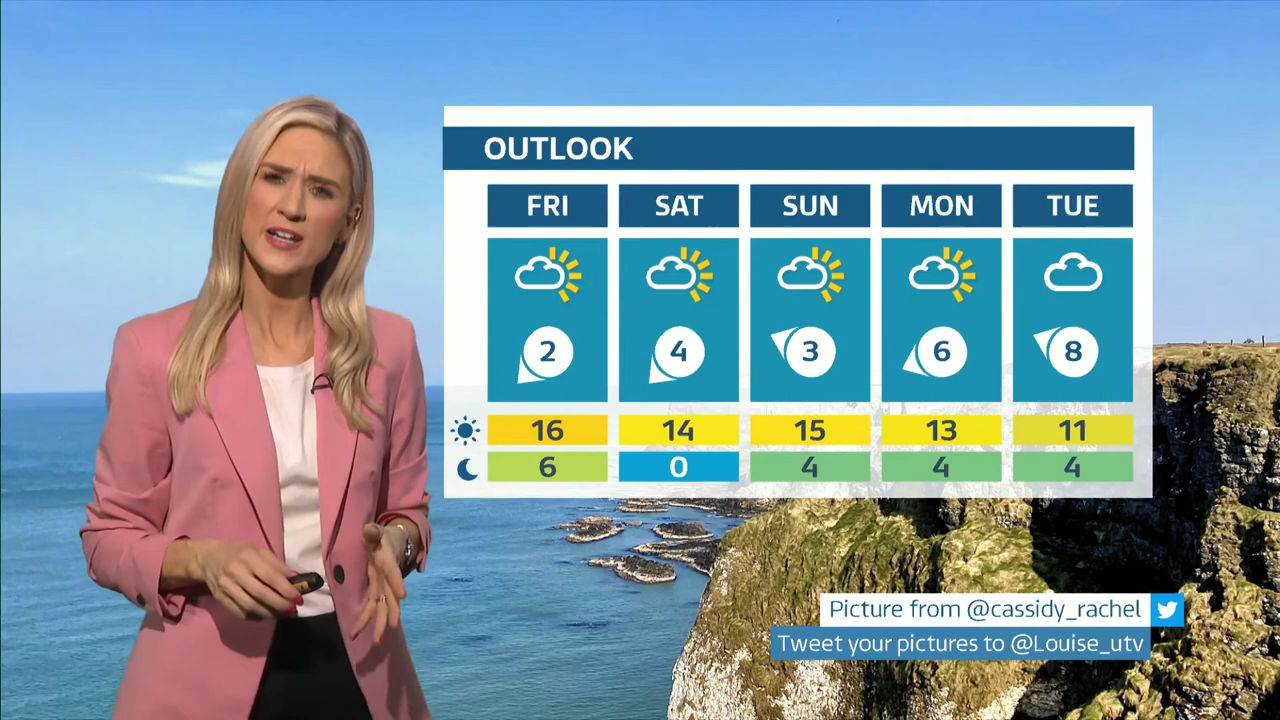 OUTLOOK
FRI SAT SUN MON TUE
2 4 3 6 8
16 14 15 13 11
6 0 4 4 4
Picture from @cassidy_rachel
Tweet your pictures to @Louise_utv